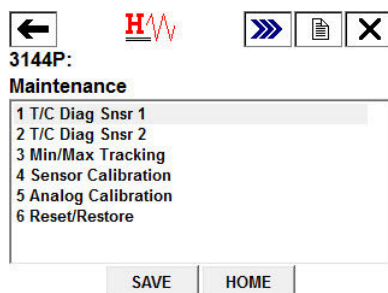 H
3144P:
Maintenance
1 T/C Diag Snsr 1
2 T/C Diag Snsr 2
3 Min/Max Tracking
4 Sensor Calibration
5 Analog Calibration
6 Reset/Restore
SAVE HOME